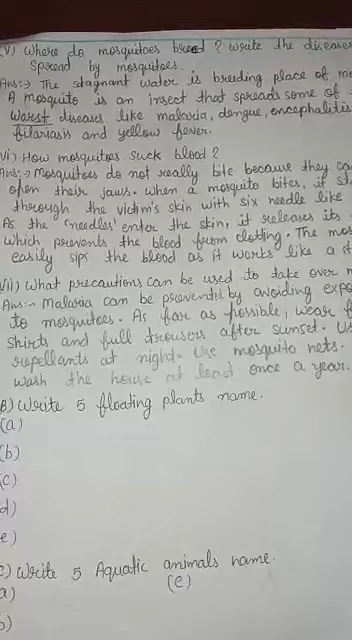 (V) Where do mosquitoes breed ? write the diseases
Spread by mosquitoes.
Ans:-> The stagnant water is breeding place of
A mosquito is an insect that spreads some of
warst diseases like malaria, dengue, encephalitis
filariasis and yellow fever.
vi) How mosquitoes suck blood ?
Ans:-> Mosquitoes do not really bite because they
open their jaws. when a mosquito bites, it
through the victim's skin with six needle like
As the 'needles' enter the skin, it releases its
which prevents the blood from clotting. The
easily sips the blood as it works like a
Vii) What precautions can be used to take over
Ans:- Malaria can be prevented by avoiding
to mosquitoes. As far as possible, wear
shirts and full trousers after sunset.
repellants at night. Use mosquito nets.
wash the house at least once a year.
B) Write 5 floating plants name.
(a)
(b)
(c)
d)
e)
c) Write 5 Aquatic animals name.
a) (e)
b)